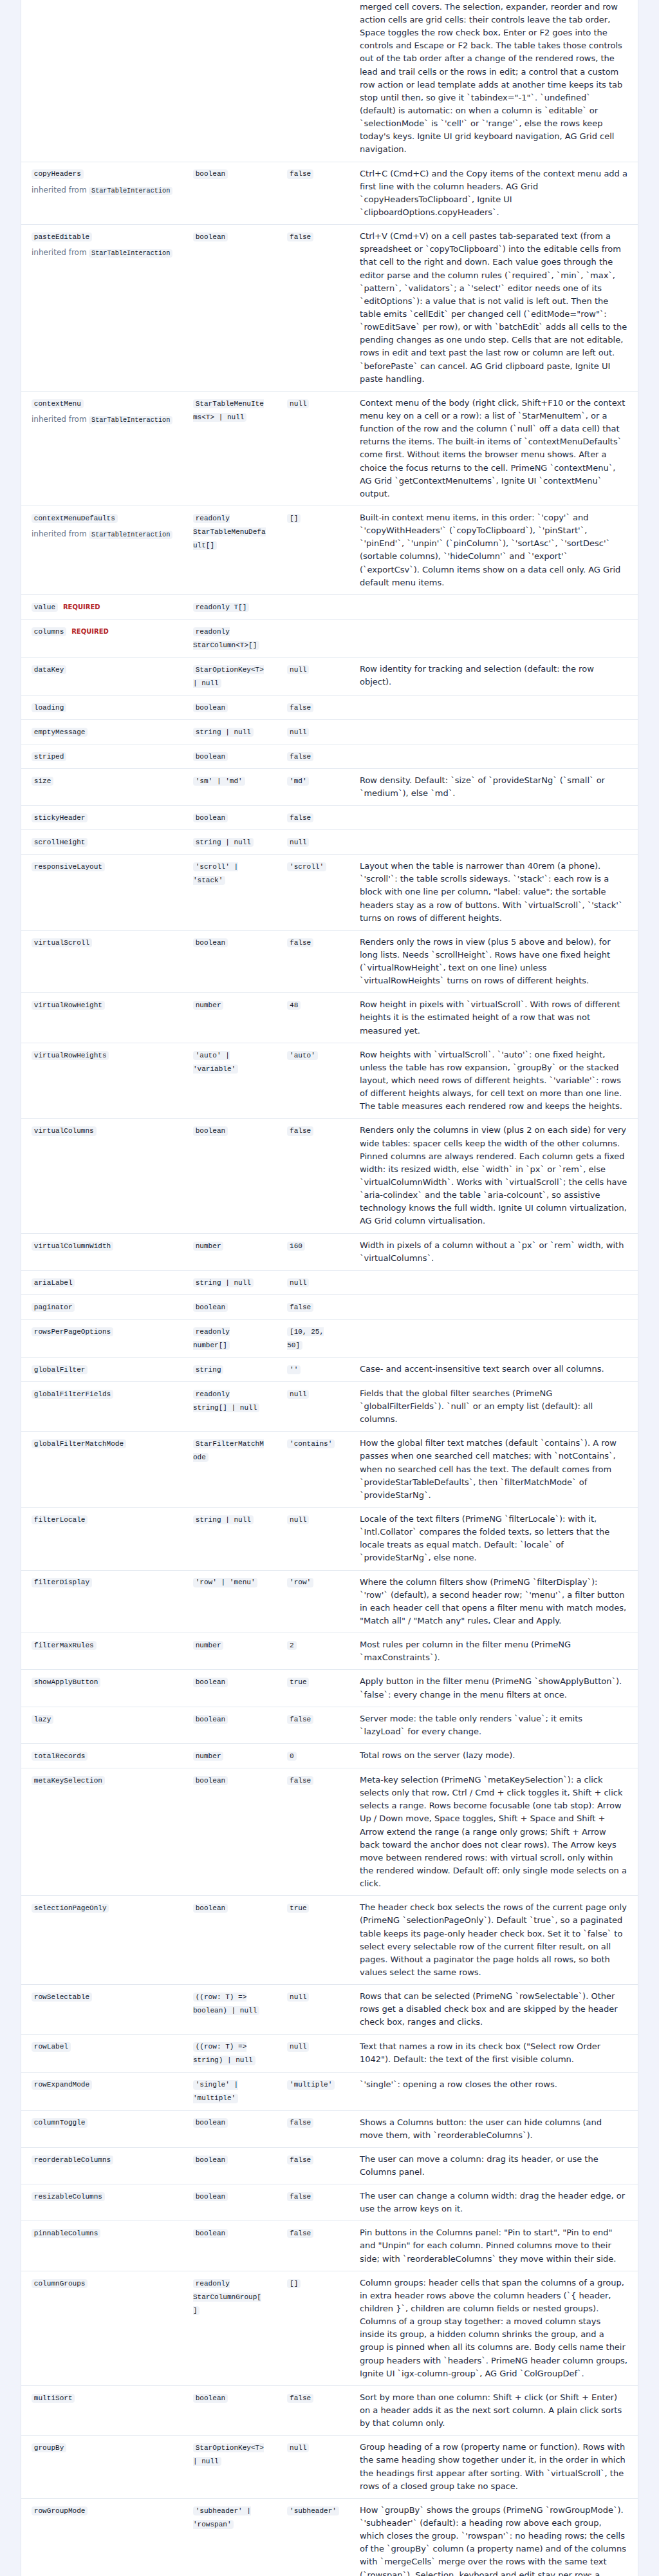 merged cell covers. The selection, expander, reorder and row
action cells are grid cells: their controls leave the tab order,
Space toggles the row check box, Enter or F2 goes into the
controls and Escape or F2 back. The table takes those controls
out of the tab order after a change of the rendered rows, the
lead and trail cells or the rows in edit; a control that a custom
row action or lead template adds at another time keeps its tab
stop until then, so give it `tabindex="-1"`. `undefined`
(default) is automatic: on when a column is `editable` or
`selectionMode` is `'cell'` or `'range'`, else the rows keep
today's keys. Ignite UI grid keyboard navigation, AG Grid cell
navigation.
copyHeaders boolean false Ctrl+C (Cmd+C) and the Copy items of the context menu add a
inherited from StarTableInteraction first line with the column headers. AG Grid
`copyHeadersToClipboard`, Ignite UI
`clipboardOptions.copyHeaders`.
pasteEditable boolean false Ctrl+V (Cmd+V) on a cell pastes tab-separated text (from a
inherited from StarTableInteraction spreadsheet or `copyToClipboard`) into the editable cells from
that cell to the right and down. Each value goes through the
editor parse and the column rules (`required`, `min`, `max`,
`pattern`, `validators`; a `'select'` editor needs one of its
`editOptions`): a value that is not valid is left out. Then the
table emits `cellEdit` per changed cell (`editMode="row"`:
`rowEditSave` per row), or with `batchEdit` adds all cells to the
pending changes as one undo step. Cells that are not editable,
rows in edit and text past the last row or column are left out.
`beforePaste` can cancel. AG Grid clipboard paste, Ignite UI
paste handling.
contextMenu StarTableMenuIte null Context menu of the body (right click, Shift+F10 or the context
inherited from StarTableInteraction ms<T> | null menu key on a cell or a row): a list of `StarMenuItem`, or a
function of the row and the column (`null` off a data cell) that
returns the items. The built-in items of `contextMenuDefaults`
come first. Without items the browser menu shows. After a
choice the focus returns to the cell. PrimeNG `contextMenu`,
AG Grid `getContextMenuItems`, Ignite UI `contextMenu`
output.
contextMenuDefaults readonly [] Built-in context menu items, in this order: `'copy'` and
inherited from StarTableInteraction StarTableMenuDefa `'copyWithHeaders'` (`copyToClipboard`), `'pinStart'`,
ult[] `'pinEnd'`, `'unpin'` (`pinColumn`), `'sortAsc'`, `'sortDesc'`
(sortable columns), `'hideColumn'` and `'export'`
(`exportCsv`). Column items show on a data cell only. AG Grid
default menu items.
value REQUIRED readonly T[]
columns REQUIRED readonly
StarColumn<T>[]
dataKey StarOptionKey<T> null Row identity for tracking and selection (default: the row
| null object).
loading boolean false
emptyMessage string | null null
striped boolean false
size 'sm' | 'md' 'md' Row density. Default: `size` of `provideStarNg` (`small` or
`medium`), else `md`.
stickyHeader boolean false
scrollHeight string | null null
responsiveLayout 'scroll' | 'scroll' Layout when the table is narrower than 40rem (a phone).
'stack' `'scroll'`: the table scrolls sideways. `'stack'`: each row is a
block with one line per column, "label: value"; the sortable
headers stay as a row of buttons. With `virtualScroll`, `'stack'`
turns on rows of different heights.
virtualScroll boolean false Renders only the rows in view (plus 5 above and below), for
long lists. Needs `scrollHeight`. Rows have one fixed height
(`virtualRowHeight`, text on one line) unless
`virtualRowHeights` turns on rows of different heights.
virtualRowHeight number 48 Row height in pixels with `virtualScroll`. With rows of different
heights it is the estimated height of a row that was not
measured yet.
virtualRowHeights 'auto' | 'auto' Row heights with `virtualScroll`. `'auto'`: one fixed height,
'variable' unless the table has row expansion, `groupBy` or the stacked
layout, which need rows of different heights. `'variable'`: rows
of different heights always, for cell text on more than one line.
The table measures each rendered row and keeps the heights.
virtualColumns boolean false Renders only the columns in view (plus 2 on each side) for very
wide tables: spacer cells keep the width of the other columns.
Pinned columns are always rendered. Each column gets a fixed
width: its resized width, else `width` in `px` or `rem`, else
`virtualColumnWidth`. Works with `virtualScroll`; the cells have
`aria-colindex` and the table `aria-colcount`, so assistive
technology knows the full width. Ignite UI column virtualization,
AG Grid column virtualisation.
virtualColumnWidth number 160 Width in pixels of a column without a `px` or `rem` width, with
`virtualColumns`.
ariaLabel string | null null
paginator boolean false
rowsPerPageOptions readonly [10, 25,
number[] 50]
globalFilter string '' Case- and accent-insensitive text search over all columns.
globalFilterFields readonly null Fields that the global filter searches (PrimeNG
string[] | null `globalFilterFields`). `null` or an empty list (default): all
columns.
globalFilterMatchMode StarFilterMatchM 'contains' How the global filter text matches (default `contains`). A row
ode passes when one searched cell matches; with `notContains`,
when no searched cell has the text. The default comes from
`provideStarTableDefaults`, then `filterMatchMode` of
`provideStarNg`.
filterLocale string | null null Locale of the text filters (PrimeNG `filterLocale`): with it,
`Intl.Collator` compares the folded texts, so letters that the
locale treats as equal match. Default: `locale` of
`provideStarNg`, else none.
filterDisplay 'row' | 'menu' 'row' Where the column filters show (PrimeNG `filterDisplay`):
`'row'` (default), a second header row; `'menu'`, a filter button
in each header cell that opens a filter menu with match modes,
"Match all" / "Match any" rules, Clear and Apply.
filterMaxRules number 2 Most rules per column in the filter menu (PrimeNG
`maxConstraints`).
showApplyButton boolean true Apply button in the filter menu (PrimeNG `showApplyButton`).
`false`: every change in the menu filters at once.
lazy boolean false Server mode: the table only renders `value`; it emits
`lazyLoad` for every change.
totalRecords number 0 Total rows on the server (lazy mode).
metaKeySelection boolean false Meta-key selection (PrimeNG `metaKeySelection`): a click
selects only that row, Ctrl / Cmd + click toggles it, Shift + click
selects a range. Rows become focusable (one tab stop): Arrow
Up / Down move, Space toggles, Shift + Space and Shift +
Arrow extend the range (a range only grows; Shift + Arrow
back toward the anchor does not clear rows). The Arrow keys
move between rendered rows: with virtual scroll, only within
the rendered window. Default off: only single mode selects on a
click.
selectionPageOnly boolean true The header check box selects the rows of the current page only
(PrimeNG `selectionPageOnly`). Default `true`, so a paginated
table keeps its page-only header check box. Set it to `false` to
select every selectable row of the current filter result, on all
pages. Without a paginator the page holds all rows, so both
values select the same rows.
rowSelectable ((row: T) => null Rows that can be selected (PrimeNG `rowSelectable`). Other
boolean) | null rows get a disabled check box and are skipped by the header
check box, ranges and clicks.
rowLabel ((row: T) => null Text that names a row in its check box ("Select row Order
string) | null 1042"). Default: the text of the first visible column.
rowExpandMode 'single' | 'multiple' `'single'`: opening a row closes the other rows.
'multiple'
columnToggle boolean false Shows a Columns button: the user can hide columns (and
move them, with `reorderableColumns`).
reorderableColumns boolean false The user can move a column: drag its header, or use the
Columns panel.
resizableColumns boolean false The user can change a column width: drag the header edge, or
use the arrow keys on it.
pinnableColumns boolean false Pin buttons in the Columns panel: "Pin to start", "Pin to end"
and "Unpin" for each column. Pinned columns move to their
side; with `reorderableColumns` they move within their side.
columnGroups readonly [] Column groups: header cells that span the columns of a group,
StarColumnGroup[ in extra header rows above the column headers (`{ header,
] children }`, children are column fields or nested groups).
Columns of a group stay together: a moved column stays
inside its group, a hidden column shrinks the group, and a
group is pinned when all its columns are. Body cells name their
group headers with `headers`. PrimeNG header column groups,
Ignite UI `igx-column-group`, AG Grid `ColGroupDef`.
multiSort boolean false Sort by more than one column: Shift + click (or Shift + Enter)
on a header adds it as the next sort column. A plain click sorts
by that column only.
groupBy StarOptionKey<T> null Group heading of a row (property name or function). Rows with
| null the same heading show together under it, in the order in which
the headings first appear after sorting. With `virtualScroll`, the
rows of a closed group take no space.
rowGroupMode 'subheader' | 'subheader' How `groupBy` shows the groups (PrimeNG `rowGroupMode`).
'rowspan' `'subheader'` (default): a heading row above each group,
which closes the group. `'rowspan'`: no heading rows; the cells
of the `groupBy` column (a property name) and of the columns
with `mergeCells` merge over the rows with the same text
(`rowspan`). Selection, keyboard and edit stay per row; a